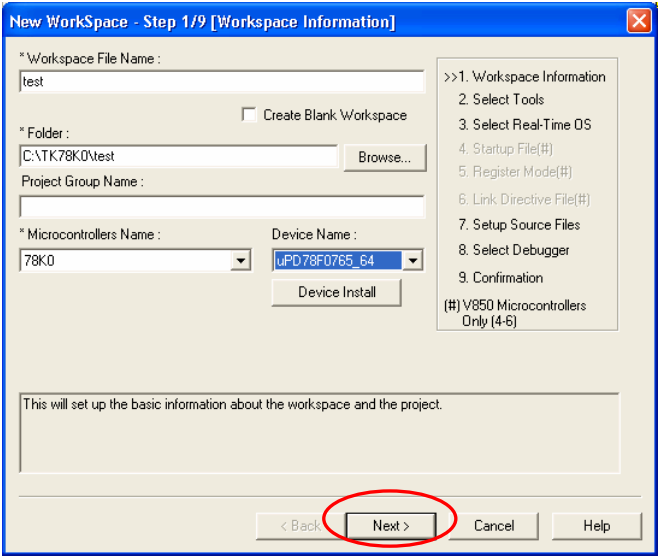 New WorkSpace - Step 1/9 [Workspace Information]
* Workspace File Name :
test
Create Blank Workspace
* Folder :
C:\TK78K0\test
Browse...
Project Group Name :
* Microcontrollers Name :
Device Name :
78K0
uPD78F0765_64
Device Install
>>1. Workspace Information
2. Select Tools
3. Select Real-Time OS
4. Startup File(#)
5. Register Mode(#)
6. Link Directive File(#)
7. Setup Source Files
8. Select Debugger
9. Confirmation
(#) V850 Microcontrollers
Only (4-6)
This will set up the basic information about the workspace and the project.
< Back
Next >
Cancel
Help